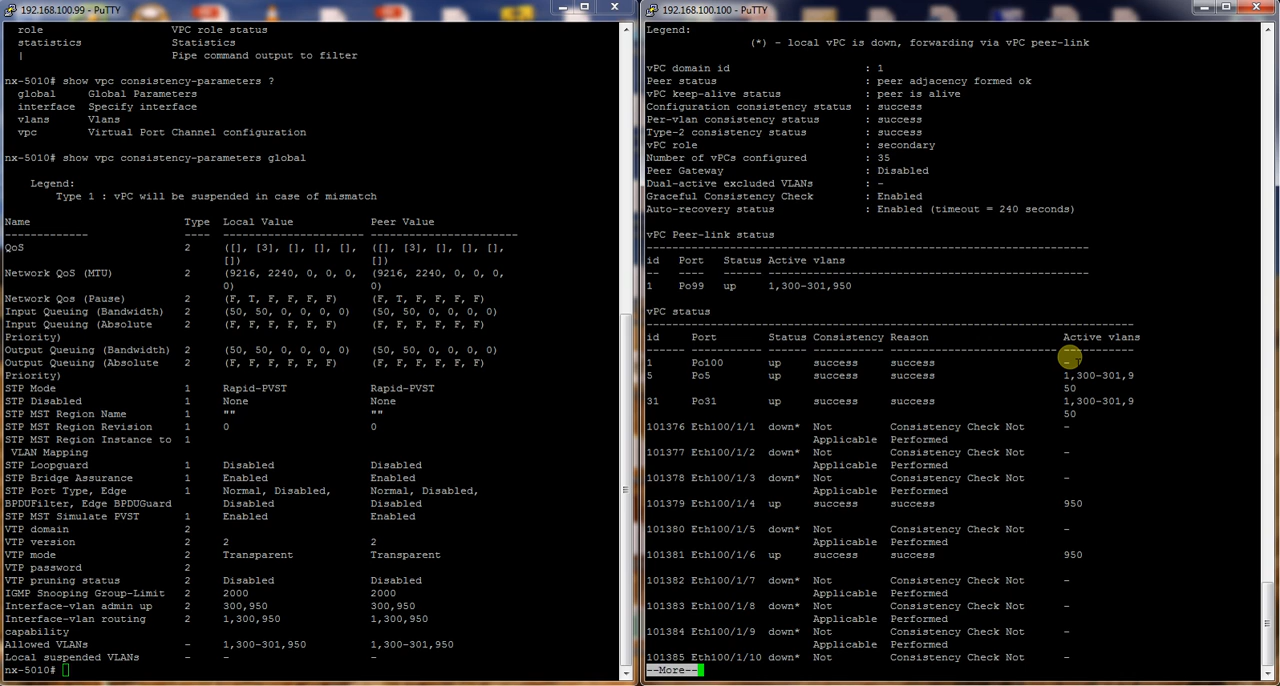 192.168.100.99 - PuTTY
role VPC role status
statistics Statistics
| Pipe command output to filter
nx-5010# show vpc consistency-parameters ?
global Global Parameters
interface Specify interface
vlans Vlans
vpc Virtual Port Channel configuration
nx-5010# show vpc consistency-parameters global
Legend:
Type 1 : vPC will be suspended in case of mismatch
Name Type Local Value Peer Value
------------- ---- ---------------------- -----------------------
QoS 2 ([], [3], [], [], [], ([], [3], [], [], [],
[]) [])
Network QoS (MTU) 2 (9216, 2240, 0, 0, 0, (9216, 2240, 0, 0, 0,
0) 0)
Network Qos (Pause) 2 (F, T, F, F, F, F) (F, T, F, F, F, F)
Input Queuing (Bandwidth) 2 (50, 50, 0, 0, 0, 0) (50, 50, 0, 0, 0, 0)
Input Queuing (Absolute 2 (F, F, F, F, F, F) (F, F, F, F, F, F)
Priority)
Output Queuing (Bandwidth) 2 (50, 50, 0, 0, 0, 0) (50, 50, 0, 0, 0, 0)
Output Queuing (Absolute 2 (F, F, F, F, F, F) (F, F, F, F, F, F)
Priority)
STP Mode 1 Rapid-PVST Rapid-PVST
STP Disabled 1 None None
STP MST Region Name 1 "" ""
STP MST Region Revision 1 0 0
STP MST Region Instance to 1
VLAN Mapping
STP Loopguard 1 Disabled Disabled
STP Bridge Assurance 1 Enabled Enabled
STP Port Type, Edge 1 Normal, Disabled, Normal, Disabled,
BPDUFilter, Edge BPDUGuard Disabled Disabled
STP MST Simulate PVST 1 Enabled Enabled
VTP domain 2
VTP version 2 2 2
VTP mode 2 Transparent Transparent
VTP password 2
VTP pruning status 2 Disabled Disabled
IGMP Snooping Group-Limit 2 2000 2000
Interface-vlan admin up 2 300,950 300,950
Interface-vlan routing 2 1,300,950 1,300,950
capability
Allowed VLANs - 1,300-301,950 1,300-301,950
Local suspended VLANs - - -
nx-5010#
192.168.100.100 - PuTTY
Legend:
(*) - local vPC is down, forwarding via vPC peer-link
vPC domain id : 1
Peer status : peer adjacency formed ok
vPC keep-alive status : peer is alive
Configuration consistency status : success
Per-vlan consistency status : success
Type-2 consistency status : success
vPC role : secondary
Number of vPCs configured : 35
Peer Gateway : Disabled
Dual-active excluded VLANs : -
Graceful Consistency Check : Enabled
Auto-recovery status : Enabled (timeout = 240 seconds)
vPC Peer-link status
---------------------------------------------------------------------
id Port Status Active vlans
-- ---- ------ --------------------------------------------------
1 Po99 up 1,300-301,950
vPC status
----------------------------------------------------------------------------
id Port Status Consistency Reason Active vlans
------ ----------- ------ ----------- -------------------------- -----------
1 Po100 up success success -
5 Po5 up success success 1,300-301,9
50
31 Po31 up success success 1,300-301,9
50
101376 Eth100/1/1 down* Not Consistency Check Not -
Applicable Performed
101377 Eth100/1/2 down* Not Consistency Check Not -
Applicable Performed
101378 Eth100/1/3 down* Not Consistency Check Not -
Applicable Performed
101379 Eth100/1/4 up success success 950
101380 Eth100/1/5 down* Not Consistency Check Not -
Applicable Performed
101381 Eth100/1/6 up success success 950
101382 Eth100/1/7 down* Not Consistency Check Not -
Applicable Performed
101383 Eth100/1/8 down* Not Consistency Check Not -
Applicable Performed
101384 Eth100/1/9 down* Not Consistency Check Not -
Applicable Performed
101385 Eth100/1/10 down* Not Consistency Check Not -
--More--